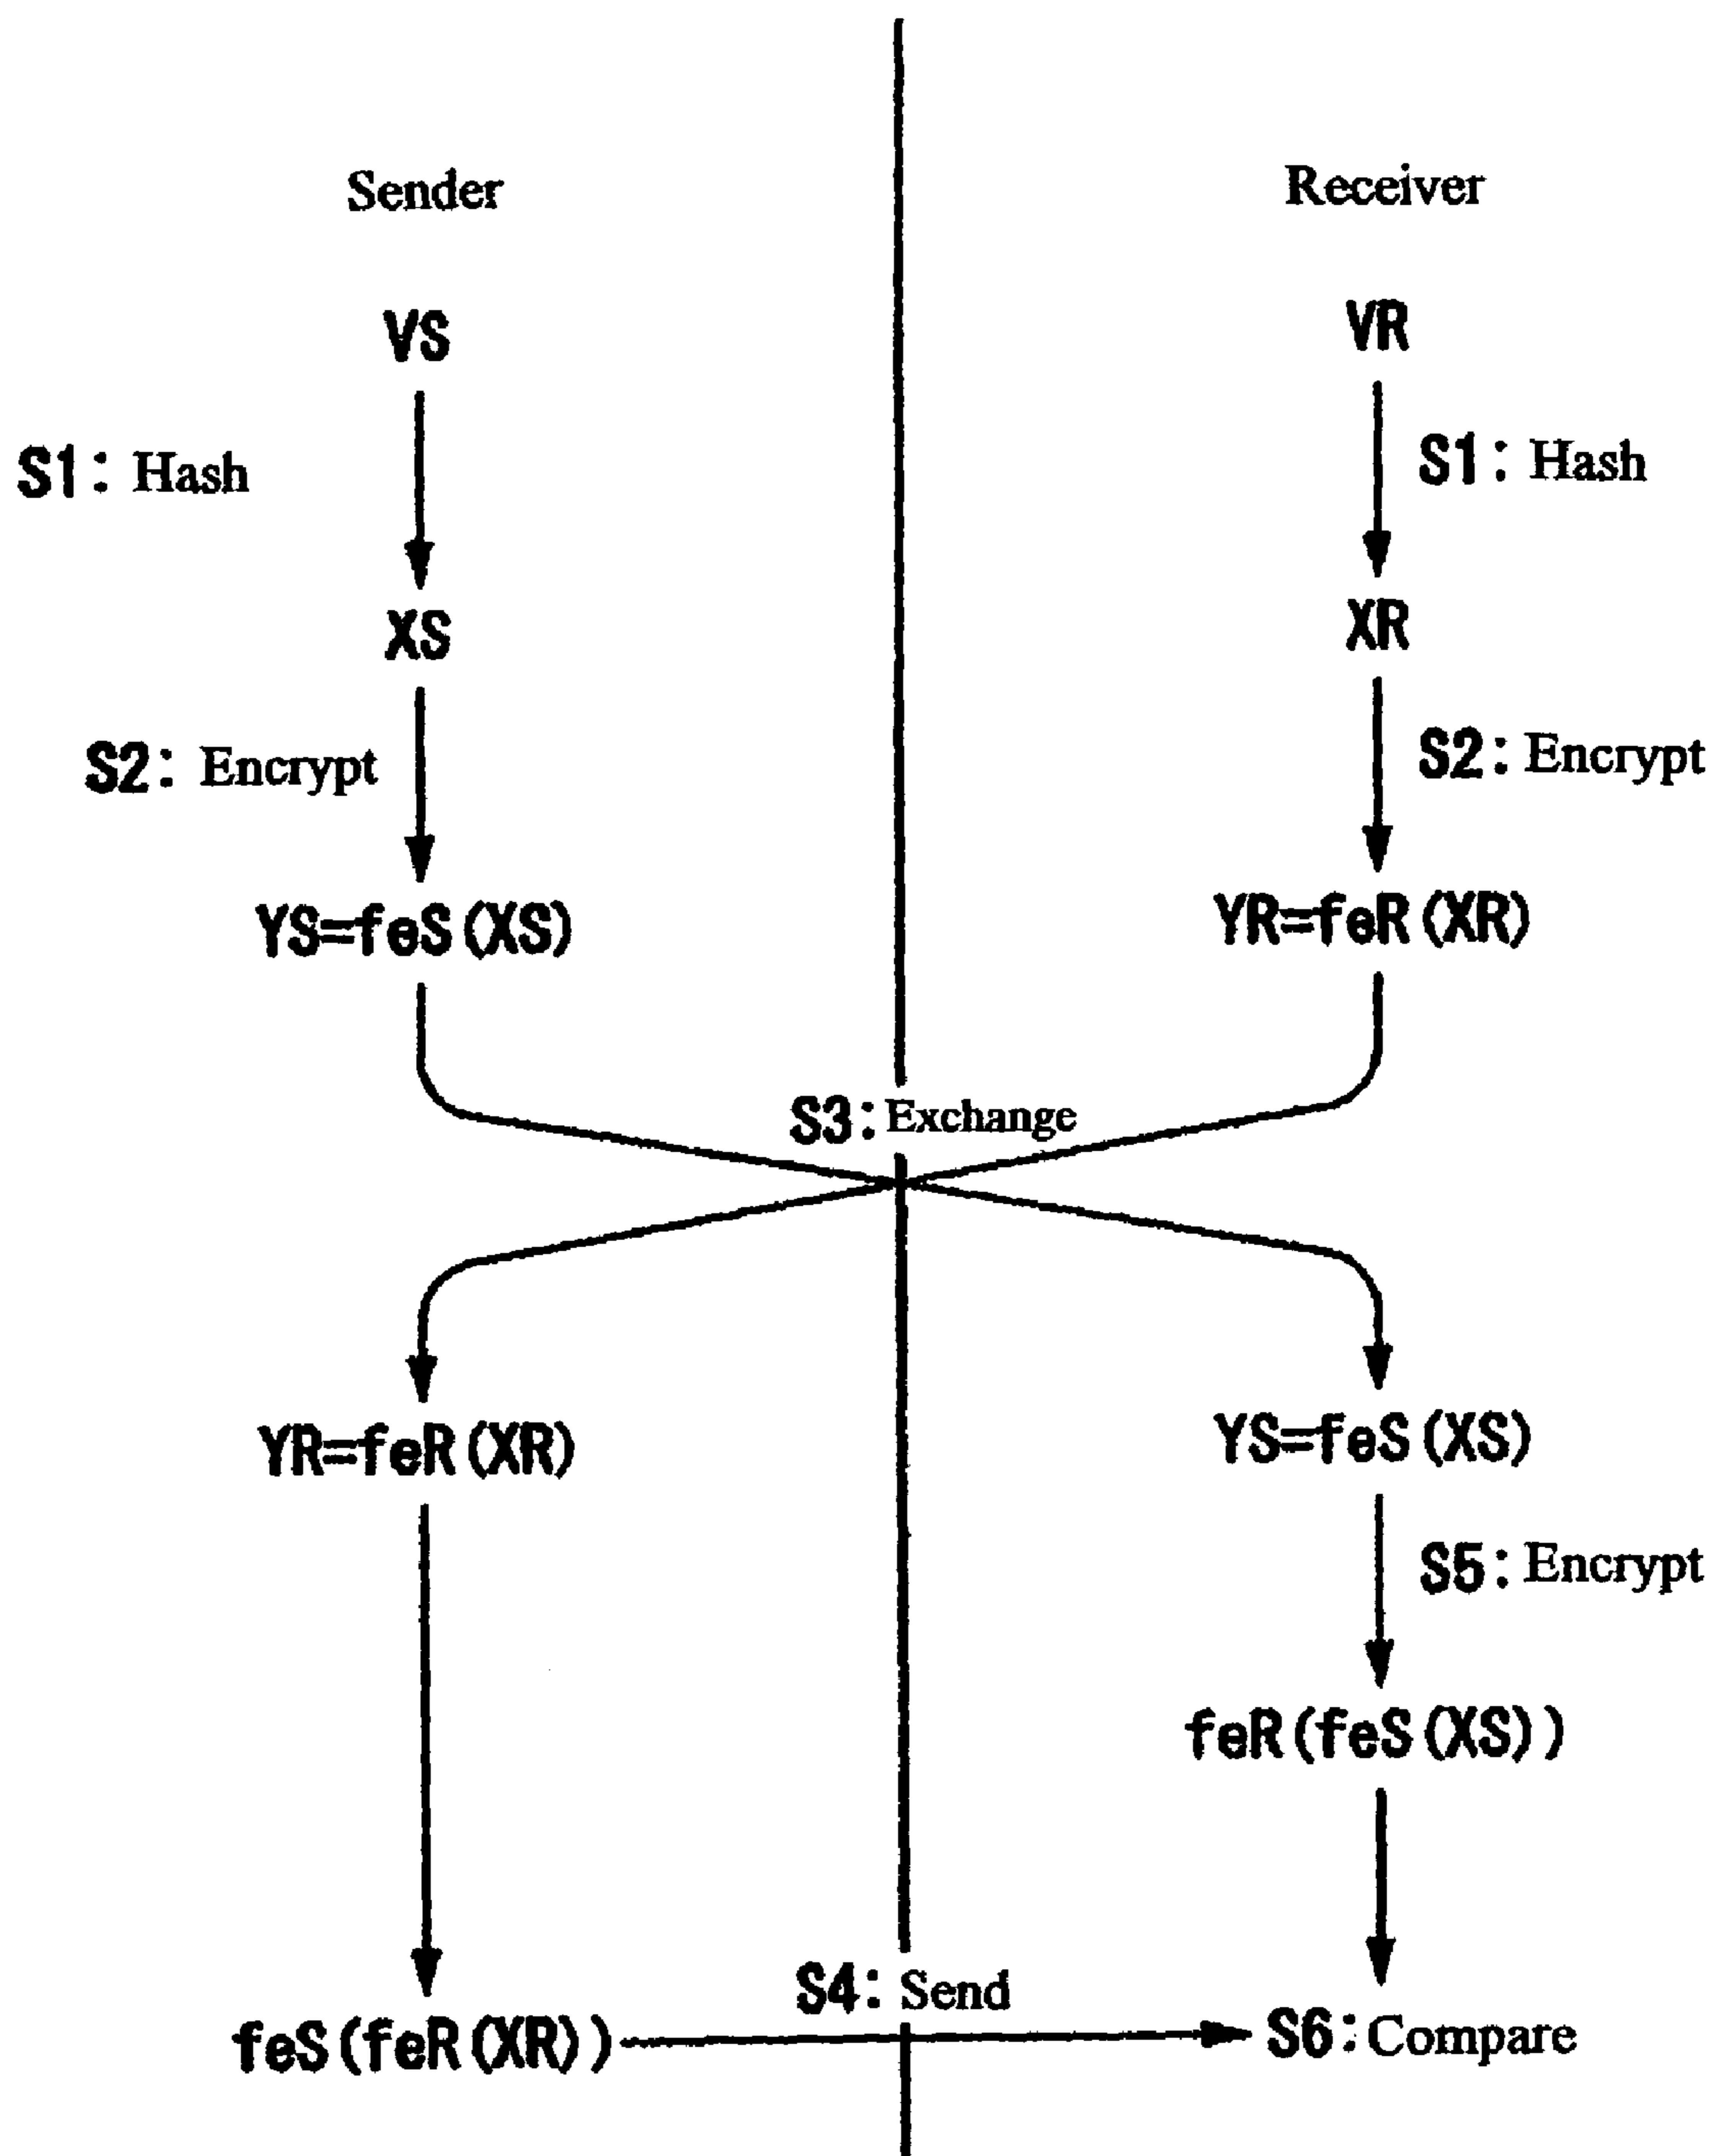 Sender
Receiver
VS
VR
S1: Hash
S1: Hash
XS
XR
S2: Encrypt
S2: Encrypt
YS=feS(XS)
YR=feR(XR)
S3: Exchange
YR=feR(XR)
YS=feS(XS)
S5: Encrypt
feR(feS(XS))
S4: Send
feS(feR(XR))
S6: Compare